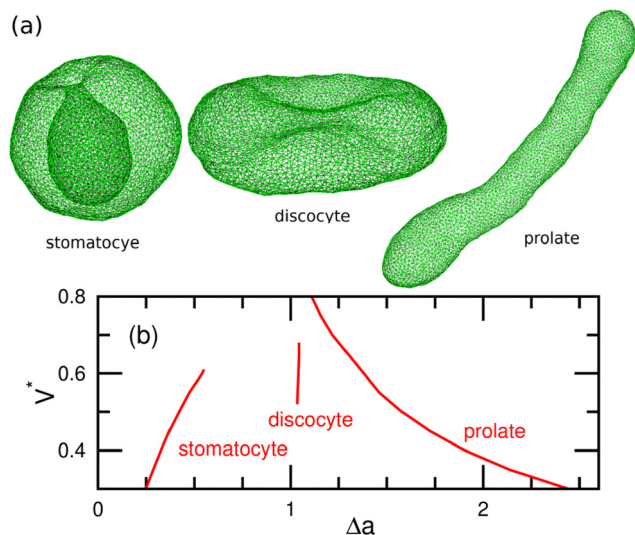 (a)
stomatocye
discocyte
prolate
(b)
0.8
0.6
0.4
V*
stomatocyte
discocyte
prolate
0 1 2
Δa